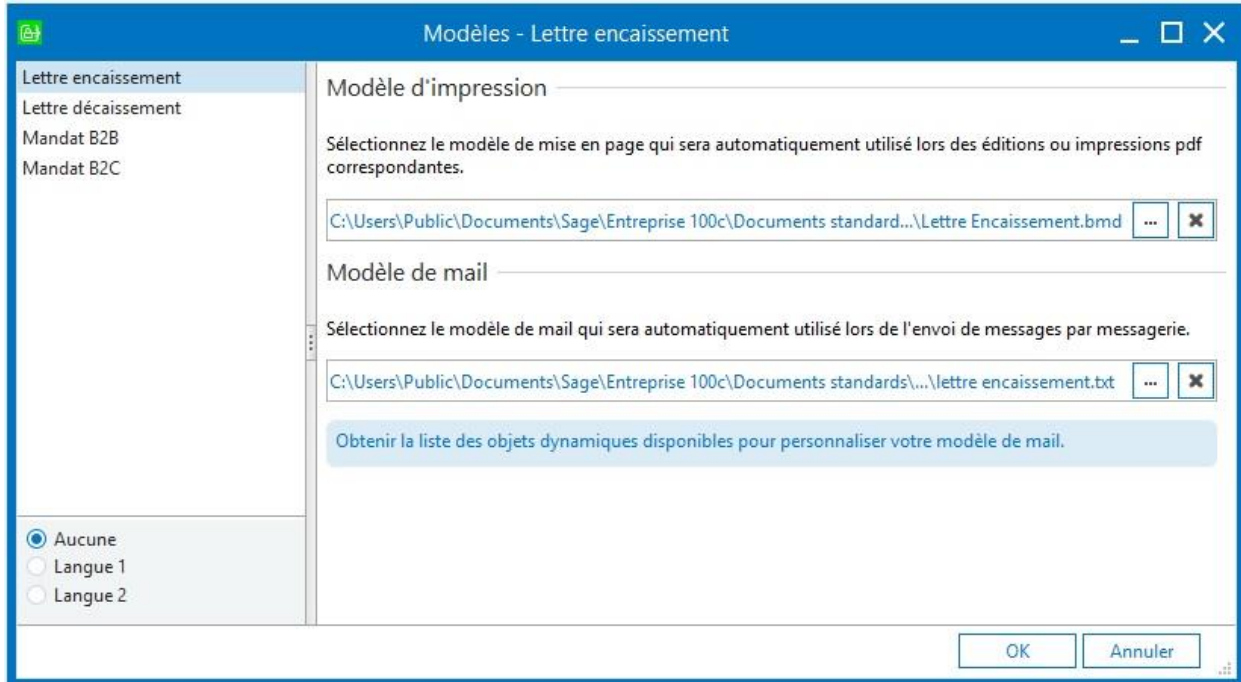 Modèles - Lettre encaissement
Lettre encaissement
Lettre décaissement
Mandat B2B
Mandat B2C
Aucune
Langue 1
Langue 2
Modèle d'impression
Sélectionnez le modèle de mise en page qui sera automatiquement utilisé lors des éditions ou impressions pdf
correspondantes.
C:\Users\Public\Documents\Sage\Entreprise 100c\Documents standard...\Lettre Encaissement.bmd ...
Modèle de mail
Sélectionnez le modèle de mail qui sera automatiquement utilisé lors de l'envoi de messages par messagerie.
C:\Users\Public\Documents\Sage\Entreprise 100c\Documents standards\...\lettre encaissement.txt ...
Obtenir la liste des objets dynamiques disponibles pour personnaliser votre modèle de mail.
OK Annuler